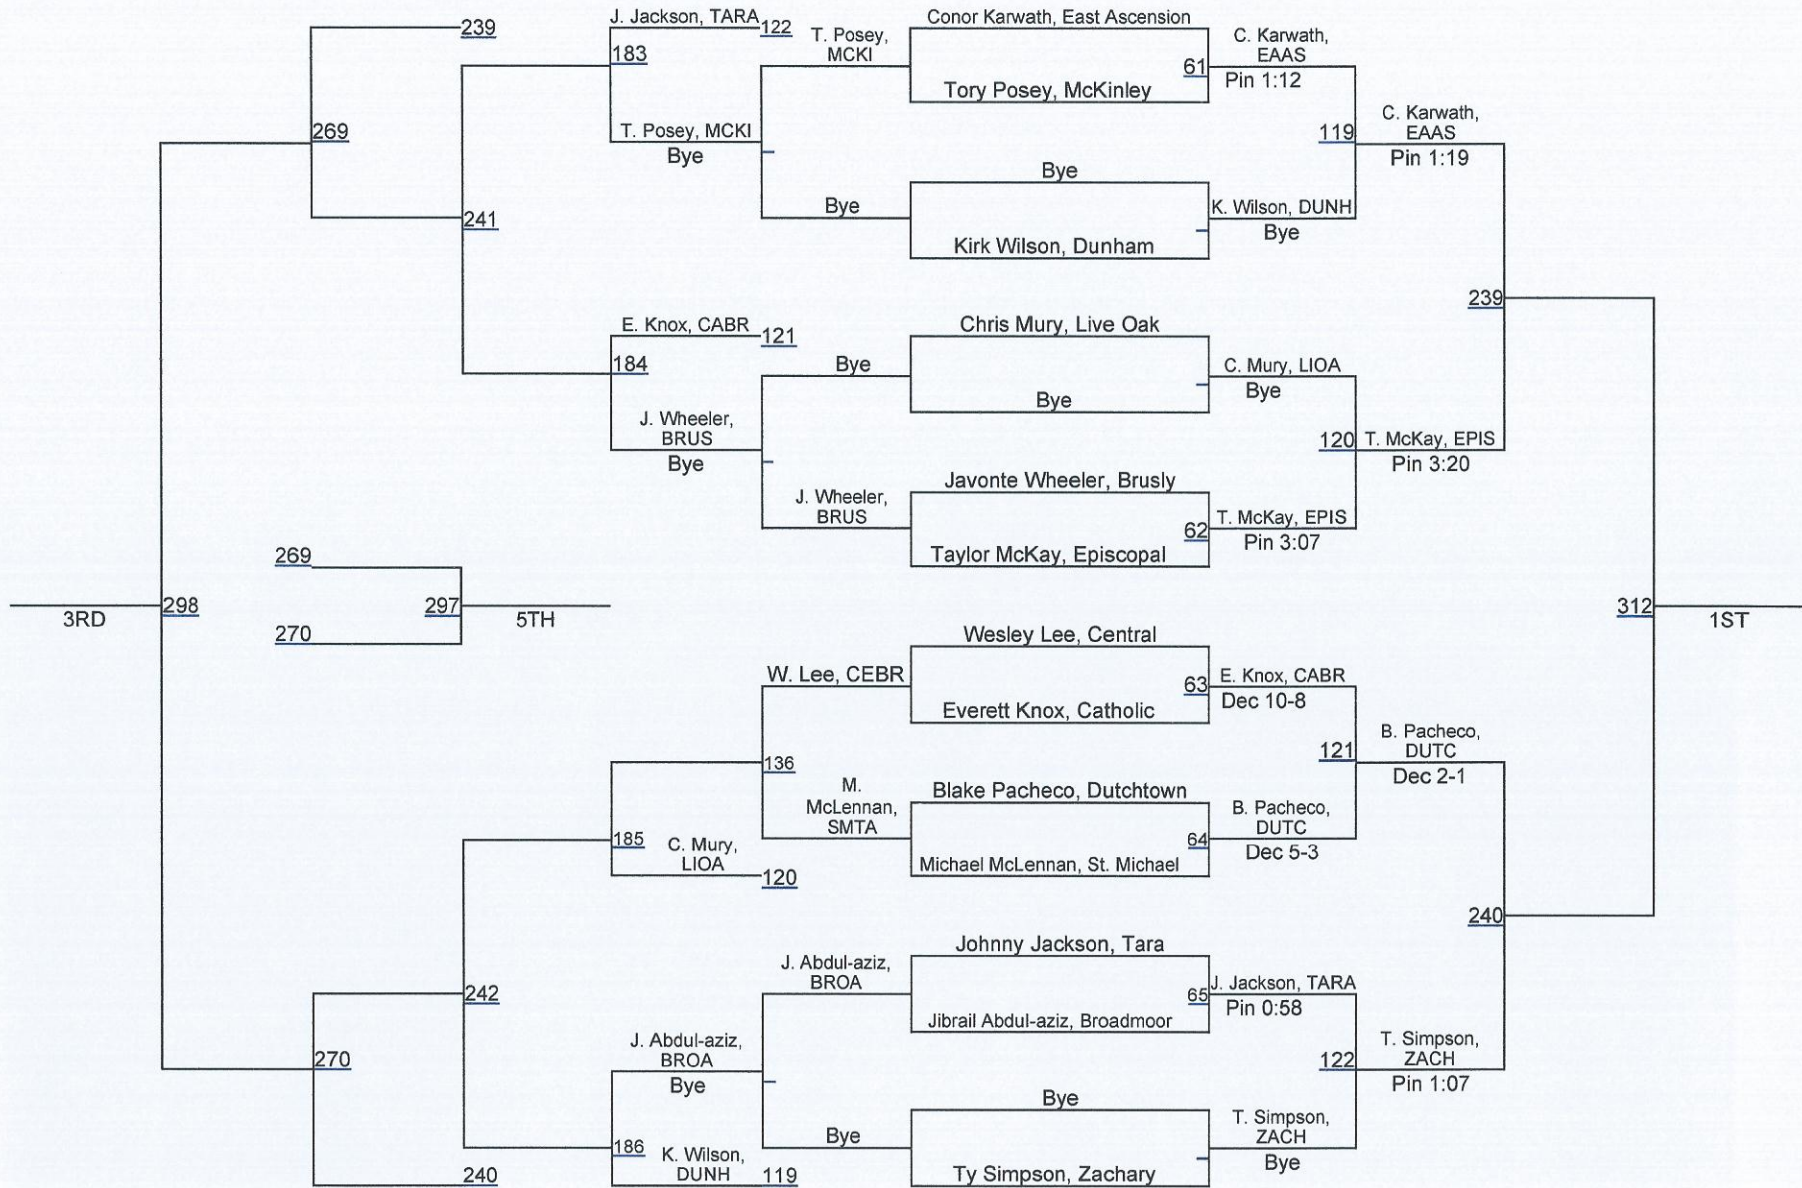 239
J. Jackson, TARA
122
183
T. Posey, MCKI
Bye
269
241
E. Knox, CABR
121
184
J. Wheeler,
BRUS
Bye
269
297
5TH
270
3RD
298
136
185
C. Mury,
LIOA
120
242
270
J. Abdul-aziz,
BROA
Bye
186
K. Wilson,
DUNH
119
240
T. Posey,
MCKI
Bye
Bye
J. Wheeler,
BRUS
W. Lee, CEBR
M.
McLennan,
SMTA
J. Abdul-aziz,
BROA
Bye
Conor Karwath, East Ascension
61
Tory Posey, McKinley
Bye
Kirk Wilson, Dunham
Chris Mury, Live Oak
Bye
Javonte Wheeler, Brusly
62
Taylor McKay, Episcopal
Wesley Lee, Central
63
Everett Knox, Catholic
Blake Pacheco, Dutchtown
64
Michael McLennan, St. Michael
Johnny Jackson, Tara
65
Jibrail Abdul-aziz, Broadmoor
Bye
Ty Simpson, Zachary
C. Karwath,
EAAS
Pin 1:12
K. Wilson, DUNH
Bye
C. Mury, LIOA
Bye
T. McKay, EPIS
Pin 3:07
E. Knox, CABR
Dec 10-8
B. Pacheco,
DUTC
Dec 5-3
J. Jackson, TARA
Pin 0:58
T. Simpson,
ZACH
Bye
119
C. Karwath,
EAAS
Pin 1:19
120
T. McKay, EPIS
Pin 3:20
121
B. Pacheco,
DUTC
Dec 2-1
122
T. Simpson,
ZACH
Pin 1:07
239
240
312
1ST